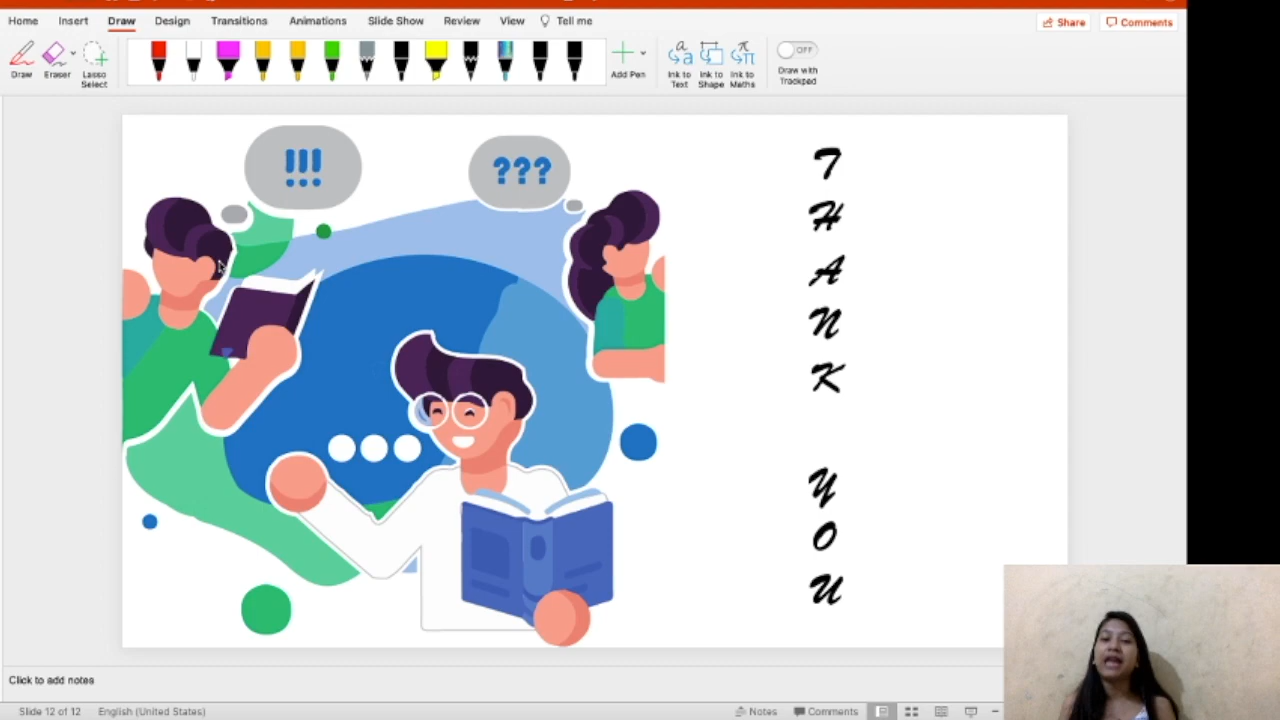 Home Insert Draw Design Transitions Animations Slide Show Review View Tell me Share Comments
Draw Eraser Lasso Select Add Pen Ink to Text Ink to Shape Ink to Maths OFF Draw with Trackpad
!!! ???
T
H
A
N
K
Y
O
U
Click to add notes
Slide 12 of 12 English (United States) Notes Comments